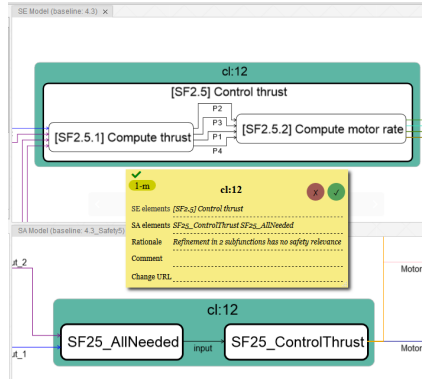 SE Model (baseline: 4.3) x
cl:12
[SF2.5] Control thrust
P2
[SF2.5.1] Compute thrust
P3
[SF2.5.2] Compute motor rate
P1
P4
1-m
cl:12
X ✓
SE elements [SF2.5] Control thrust
SA elements SF25_ControlThrust SF25_AllNeeded
Rationale Refinement in 2 subfunctions has no safety relevance
Comment
Change URL
SA Model (baseline: 4.3_Safety5)
ut_2
Motor
cl:12
SF25_AllNeeded
input
SF25_ControlThrust
ut_1
Motor